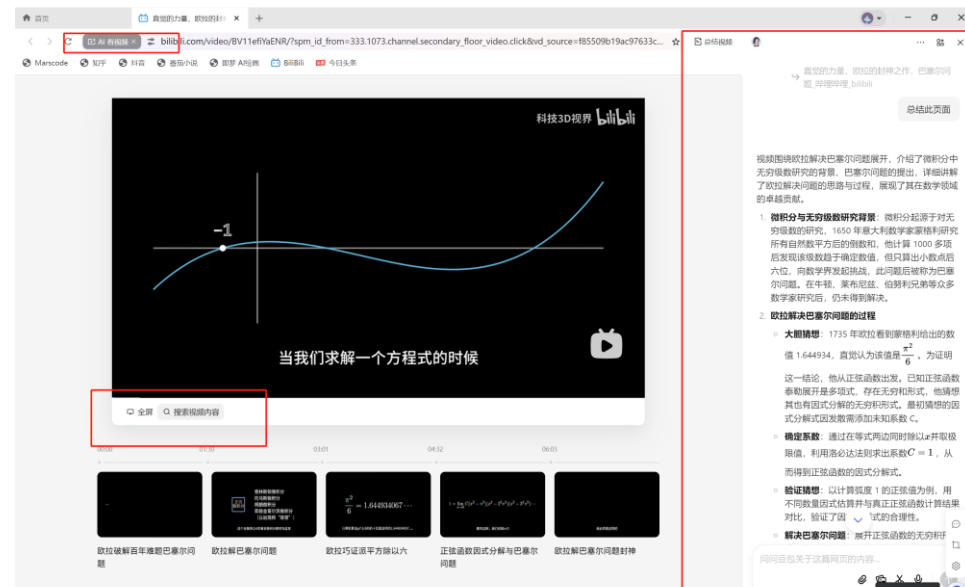 首页
直觉的力量，欧拉的封
AI 看视频
bilibili.com/video/BV11efiYaENR/?spm_id_from=333.1073.channel.secondary_floor_video.click&vd_source=f85509b19ac97633c...
总结视频
Marscode
知乎
抖音
番茄小说
即梦 AI绘画
BiliBili
今日头条
直觉的力量，欧拉的封神之作，巴塞尔问
题_哔哩哔哩_bilibili
总结此页面
科技3D视界 bilibili
-1
当我们求解一个方程式的时候
全屏
搜索视频内容
00:00
01:30
03:01
04:32
06:03
π²/6 = 1.644934067⋯
欧拉破解百年难题巴塞尔问
题
欧拉解巴塞尔问题
欧拉巧证派平方除以六
正弦函数因式分解与巴塞尔
问题
欧拉解巴塞尔问题封神
视频围绕欧拉解决巴塞尔问题展开，介绍了微积分中
无穷级数研究的背景、巴塞尔问题的提出，详细讲解
了欧拉解决问题的思路与过程，展现了其在数学领域
的卓越贡献。
1. 微积分与无穷级数研究背景：微积分起源于对无
穷级数的研究，1650 年意大利数学家蒙格利研究
所有自然数平方后的倒数和，他计算 1000 多项
后发现该级数趋于确定数值，但只算出小数点后
六位，向数学界发起挑战，此问题后被称为巴塞
尔问题。在牛顿、莱布尼兹、伯努利兄弟等众多
数学家研究后，仍未得到解决。
2. 欧拉解决巴塞尔问题的过程
大胆猜想：1735 年欧拉看到蒙格利给出的数
值 1.644934，直觉认为该值是π²/6 。为证明
这一结论，他从正弦函数出发。已知正弦函数
泰勒展开是多项式，存在无穷和形式，他猜想
其也有因式分解的无穷积形式。最初猜想的因
式分解式因发散需添加未知系数 C。
确定系数：通过在等式两边同时除以x并取极
限值，利用洛必达法则求出系数C = 1，从
而得到正弦函数的因式分解式。
验证猜想：以计算弧度 1 的正弦值为例，用
不同数量因式估算并与真正正弦函数计算结果
对比，验证了因 式的合理性。
解决巴塞尔问题：展开正弦函数的无穷积
问问豆包关于这篇网页的内容...